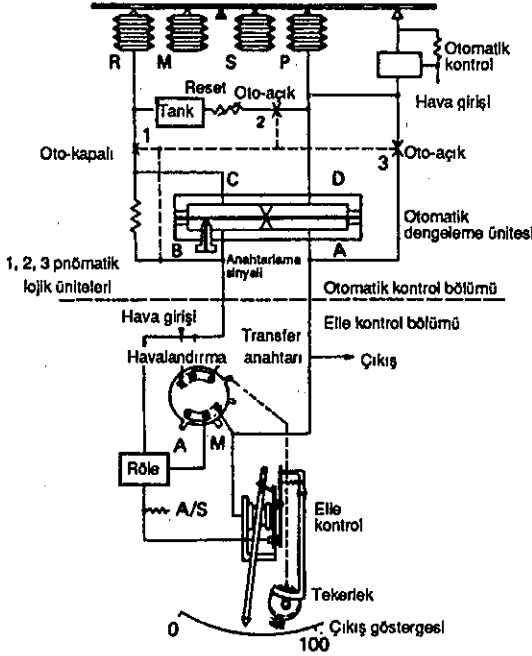 R M S P
Otomatik
kontrol
Hava girişi
Reset
Oto-açık
Tank
1
2
3
Oto-kapalı
Oto-açık
C D
Otomatik
dengeleme ünitesi
B A
Anahtarlama
sinyali
1, 2, 3 pnömatik
lojik üniteleri
Otomatik kontrol bölümü
Elle kontrol bölümü
Hava girişi
Havalandırma
Transfer
anahtarı
Çıkış
A M
Röle
A/S
Elle
kontrol
Tekerlek
0
100
Çıkış göstergesi